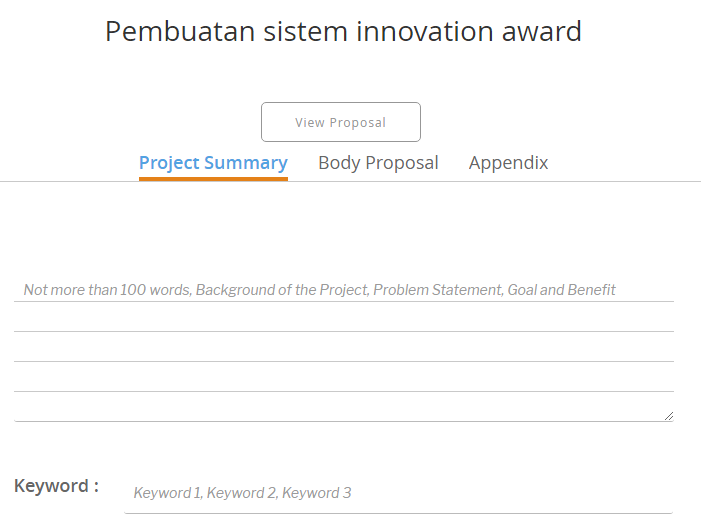 Pembuatan sistem innovation award
View Proposal
Project Summary Body Proposal Appendix
Not more than 100 words, Background of the Project, Problem Statement, Goal and Benefit
Keyword : Keyword 1, Keyword 2, Keyword 3